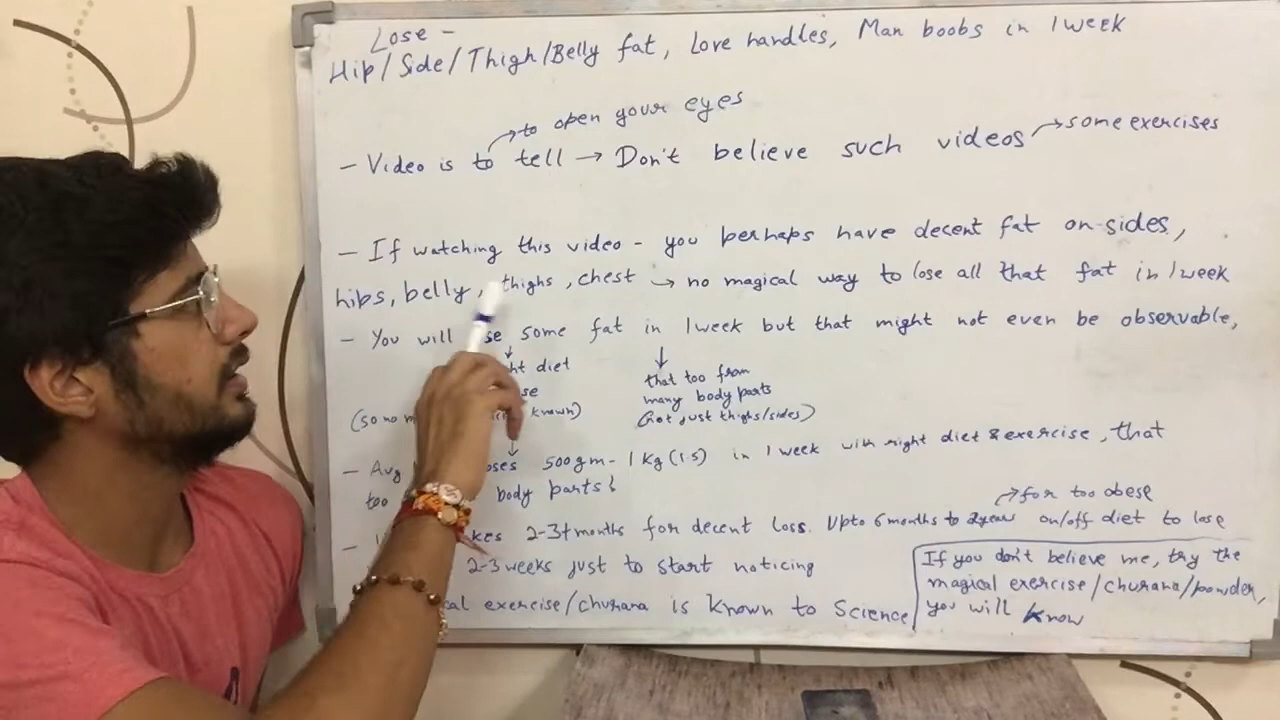 Lose -
Hip/Side/Thigh/Belly fat, Love handles, Man boobs in 1 week
to open your eyes
- Video is to tell → Don't believe such videos → some exercises
- If watching this video - you perhaps have decent fat on sides,
hips, belly, thighs, chest → no magical way to lose all that fat in 1 week
- You will some fat in 1 week but that might not even be observable,
diet
that too from
many body parts
(so no known)
(not just thighs/sides)
- Avg 500gm - 1 Kg (1S) in 1 week with right diet & exercise, that
too body parts!
→ for too obese
- 2-3+ months for decent loss. Upto 6 months to 2 year on/off diet to lose
2-3 weeks just to start noticing
exercise/churana is known to Science
If you don't believe me, try the
magical exercise/churana/powder,
you will know